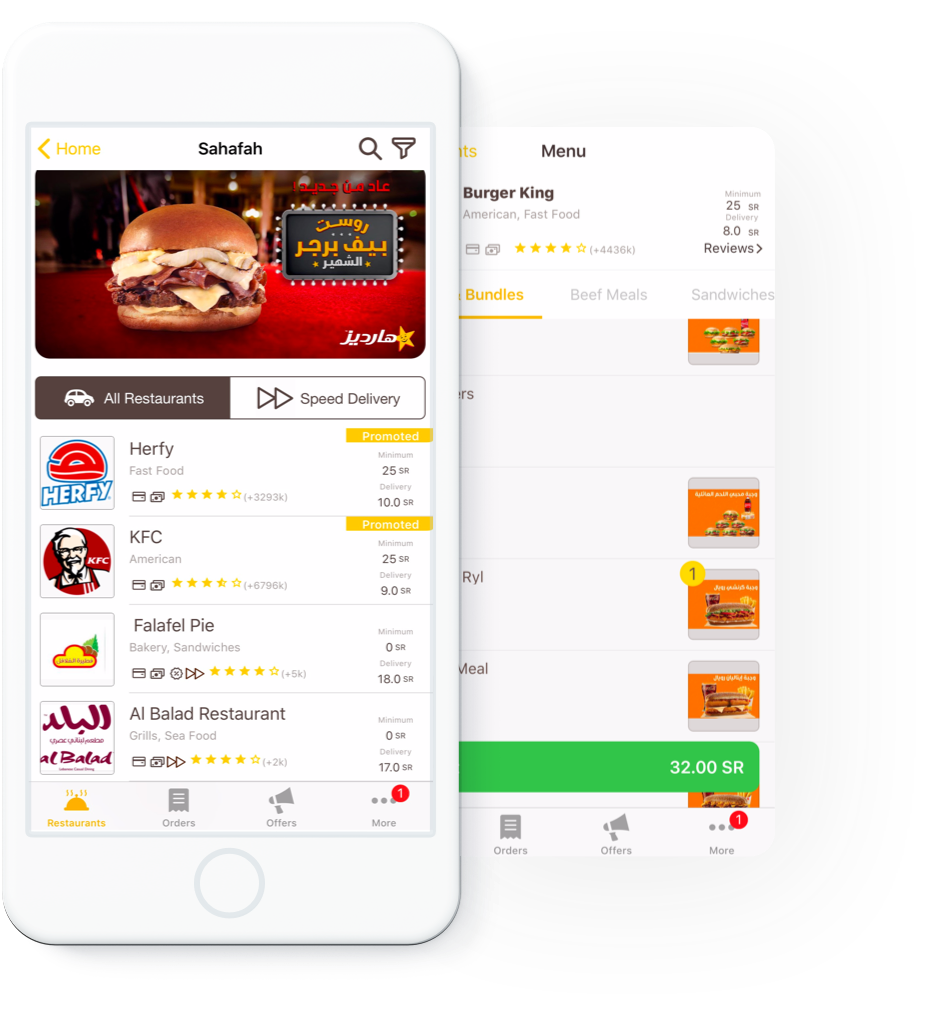 Home
Sahafah
عاد من جديد!
روست
بيف برجر
الشهير
هارديز
All Restaurants
Speed Delivery
Promoted
HERFY
Herfy
Fast Food
(+3293k)
Minimum
25 SR
Delivery
10.0 SR
Promoted
KFC
KFC
American
(+6796k)
Minimum
25 SR
Delivery
9.0 SR
Falafel Pie
Bakery, Sandwiches
(+5k)
Minimum
0 SR
Delivery
18.0 SR
البلد
مطعم لبناني عصري
al Balad
Al Balad Restaurant
Grills, Sea Food
(+2k)
Minimum
0 SR
Delivery
17.0 SR
1
Restaurants
Orders
Offers
More
nts
Menu
Burger King
American, Fast Food
(+4436k)
Minimum
25 SR
Delivery
8.0 SR
Reviews
Bundles
Beef Meals
Sandwiches
ers
Ryl
1
Meal
32.00 SR
1
Orders
Offers
More